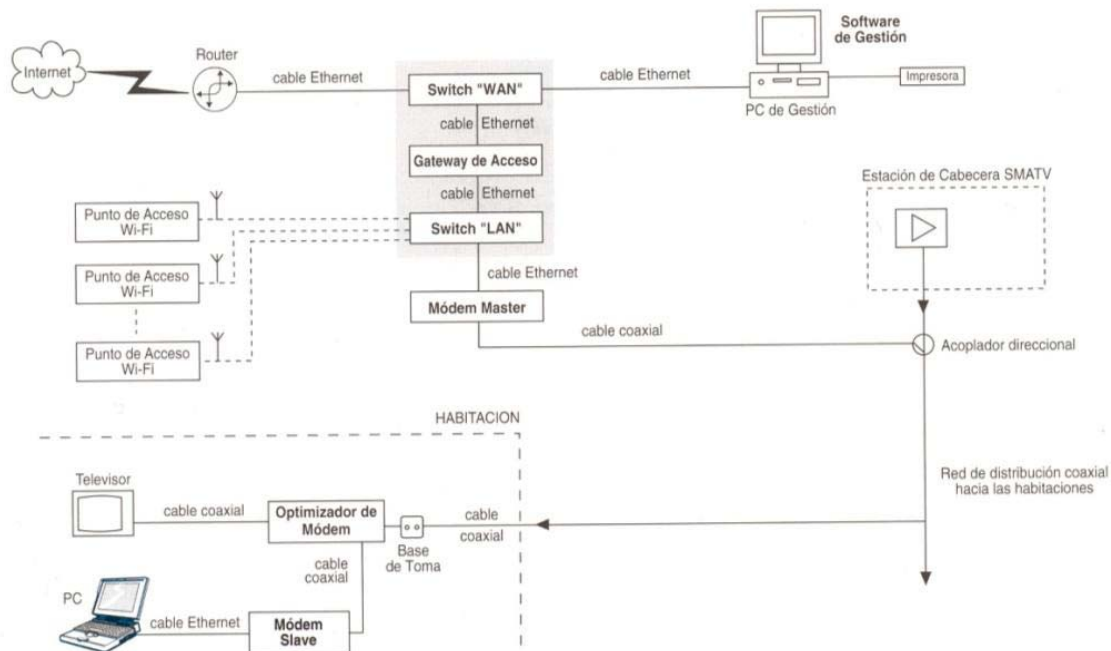 Software
de Gestión
Internet
Router
cable Ethernet
Switch "WAN"
cable Ethernet
Impresora
PC de Gestión
cable Ethernet
Gateway de Acceso
cable Ethernet
Estación de Cabecera SMATV
Punto de Acceso
Wi-Fi
Switch "LAN"
Punto de Acceso
Wi-Fi
cable Ethernet
Módem Master
cable coaxial
Acoplador direccional
Punto de Acceso
Wi-Fi
HABITACION
Red de distribución coaxial
hacia las habitaciones
Televisor
cable coaxial
Optimizador de
Módem
cable
coaxial
Base
de Toma
cable
coaxial
PC
cable Ethernet
Módem
Slave